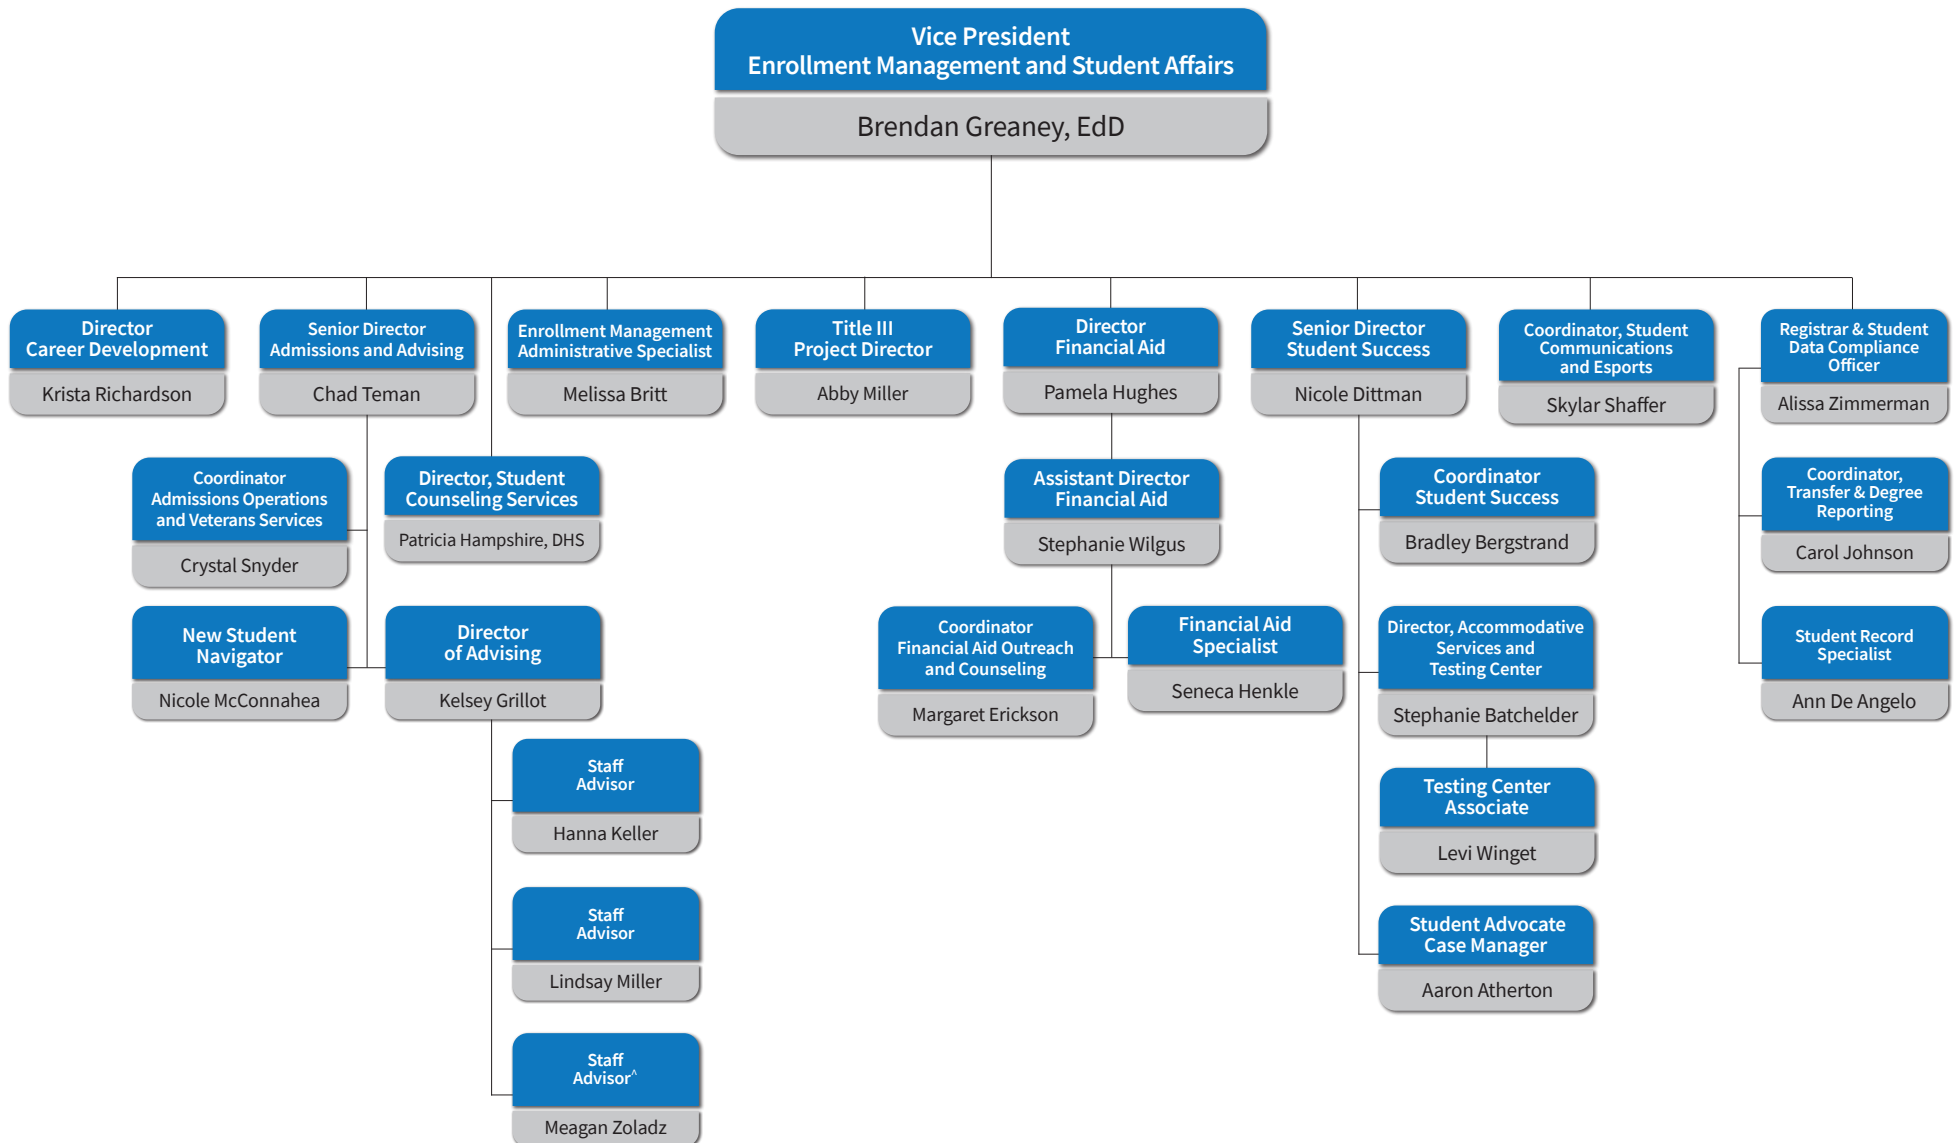 Vice President
Enrollment Management and Student Affairs
Brendan Greaney, EdD
Director
Career Development
Krista Richardson
Senior Director
Admissions and Advising
Chad Teman
Enrollment Management
Administrative Specialist
Melissa Britt
Title III
Project Director
Abby Miller
Director
Financial Aid
Pamela Hughes
Senior Director
Student Success
Nicole Dittman
Coordinator, Student
Communications
and Esports
Skylar Shaffer
Registrar & Student
Data Compliance
Officer
Alissa Zimmerman
Coordinator
Admissions Operations
and Veterans Services
Crystal Snyder
Director, Student
Counseling Services
Patricia Hampshire, DHS
Assistant Director
Financial Aid
Stephanie Wilgus
Coordinator
Student Success
Bradley Bergstrand
Coordinator,
Transfer & Degree
Reporting
Carol Johnson
New Student
Navigator
Nicole McConnahea
Director
of Advising
Kelsey Grillot
Coordinator
Financial Aid Outreach
and Counseling
Margaret Erickson
Financial Aid
Specialist
Seneca Henkle
Director, Accommodative
Services and
Testing Center
Stephanie Batchelder
Student Record
Specialist
Ann De Angelo
Staff
Advisor
Hanna Keller
Testing Center
Associate
Levi Winget
Staff
Advisor
Lindsay Miller
Student Advocate
Case Manager
Aaron Atherton
Staff
Advisor^
Meagan Zoladz